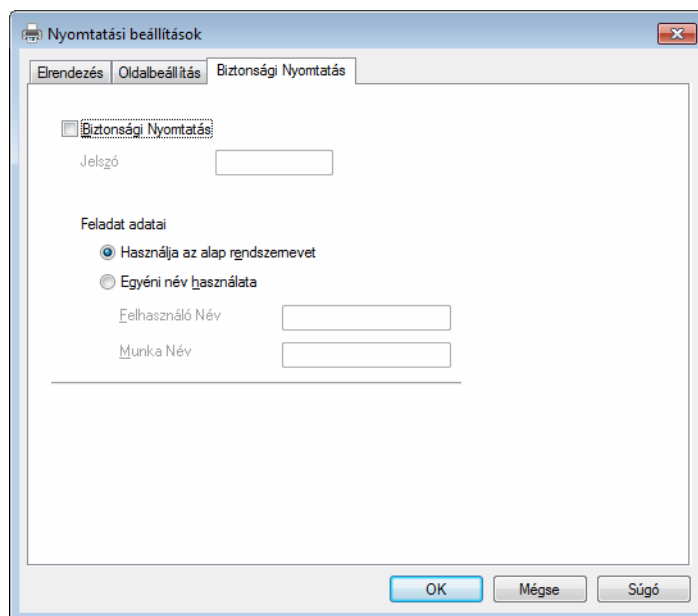 Nyomtatási beállítások
Elrendezés Oldalbeállítás Biztonsági Nyomtatás
Biztonsági Nyomtatás
Jelszó
Feladat adatai
Használja az alap rendszernevet
Egyéni név használata
Felhasználó Név
Munka Név
OK Mégse Súgó